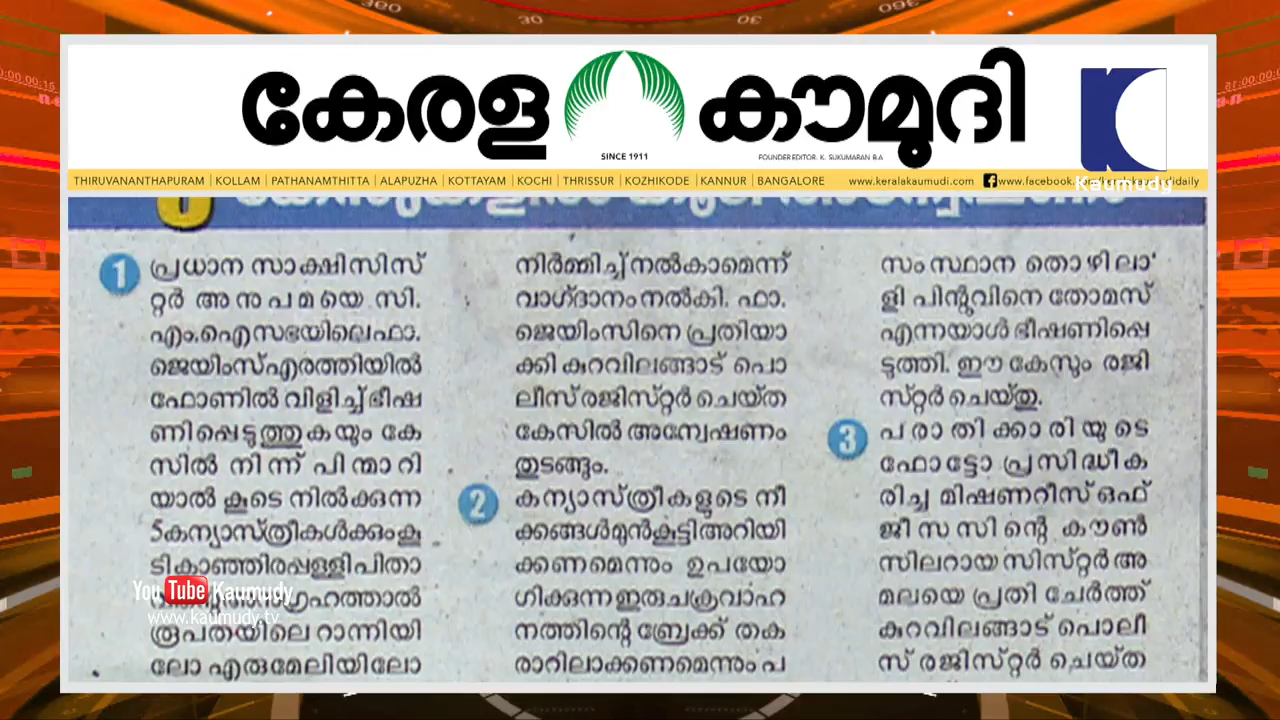 കേരള കൗമുദി
SINCE 1911
FOUNDER EDITOR. K. SUKUMARAN B.A
Kaumudy
THIRUVANANTHAPURAM | KOLLAM | PATHANAMTHITTA | ALAPUZHA | KOTTAYAM | KOCHI | THRISSUR | KOZHIKODE | KANNUR | BANGALORE www.keralakaumudi.com
1 പ്രധാന സാക്ഷി സിസ്
റ്റർ അനുപമയെ സി.
എം.ഐ സഭയിലെ ഫാ.
ജെയിംസ് എരത്തിയിൽ
ഫോണിൽ വിളിച്ച് ഭീഷ
ണിപ്പെടുത്തുകയും കേ
സിൽ നിന്ന് പിന്മാറി
യാൽ കൂടെ നിൽക്കുന്ന
5 കന്യാസ്ത്രീകൾക്കും കൂ
ടി കാഞ്ഞിരപ്പള്ളി പിതാ
ഗ്രഹത്താൽ
രൂപതയിലെ റാന്നിയി
ലോ എരുമേലിയിലോ
നിർമ്മിച്ച് നൽകാമെന്ന്
വാഗ്ദാനം നൽകി. ഫാ.
ജെയിംസിനെ പ്രതിയാ
ക്കി കുറവിലങ്ങാട് പൊ
ലീസ് രജിസ്റ്റർ ചെയ്ത
കേസിൽ അന്വേഷണം
തുടങ്ങും.
2 കന്യാസ്ത്രീകളുടെ നീ
ക്കങ്ങൾ മുൻകൂട്ടി അറിയി
ക്കണമെന്നും ഉപയോ
ഗിക്കുന്ന ഇരുചക്രവാഹ
നത്തിന്റെ ബ്രേക്ക് തക
രാറിലാക്കണമെന്നും പ
സംസ്ഥാന തൊഴിലാ
ളി പിന്റുവിനെ തോമസ്
എന്നയാൾ ഭീഷണിപ്പെ
ടുത്തി. ഈ കേസും രജി
സ്റ്റർ ചെയ്തു.
3 പരാതിക്കാരിയുടെ
ഫോട്ടോ പ്രസിദ്ധീക
രിച്ച മിഷണറീസ് ഒഫ്
ജീസസിന്റെ കൗൺ
സിലറായ സിസ്റ്റർ അ
മലയെ പ്രതി ചേർത്ത്
കുറവിലങ്ങാട് പൊലീ
സ് രജിസ്റ്റർ ചെയ്ത
You Tube Kaumudy
www.kaumudy.tv